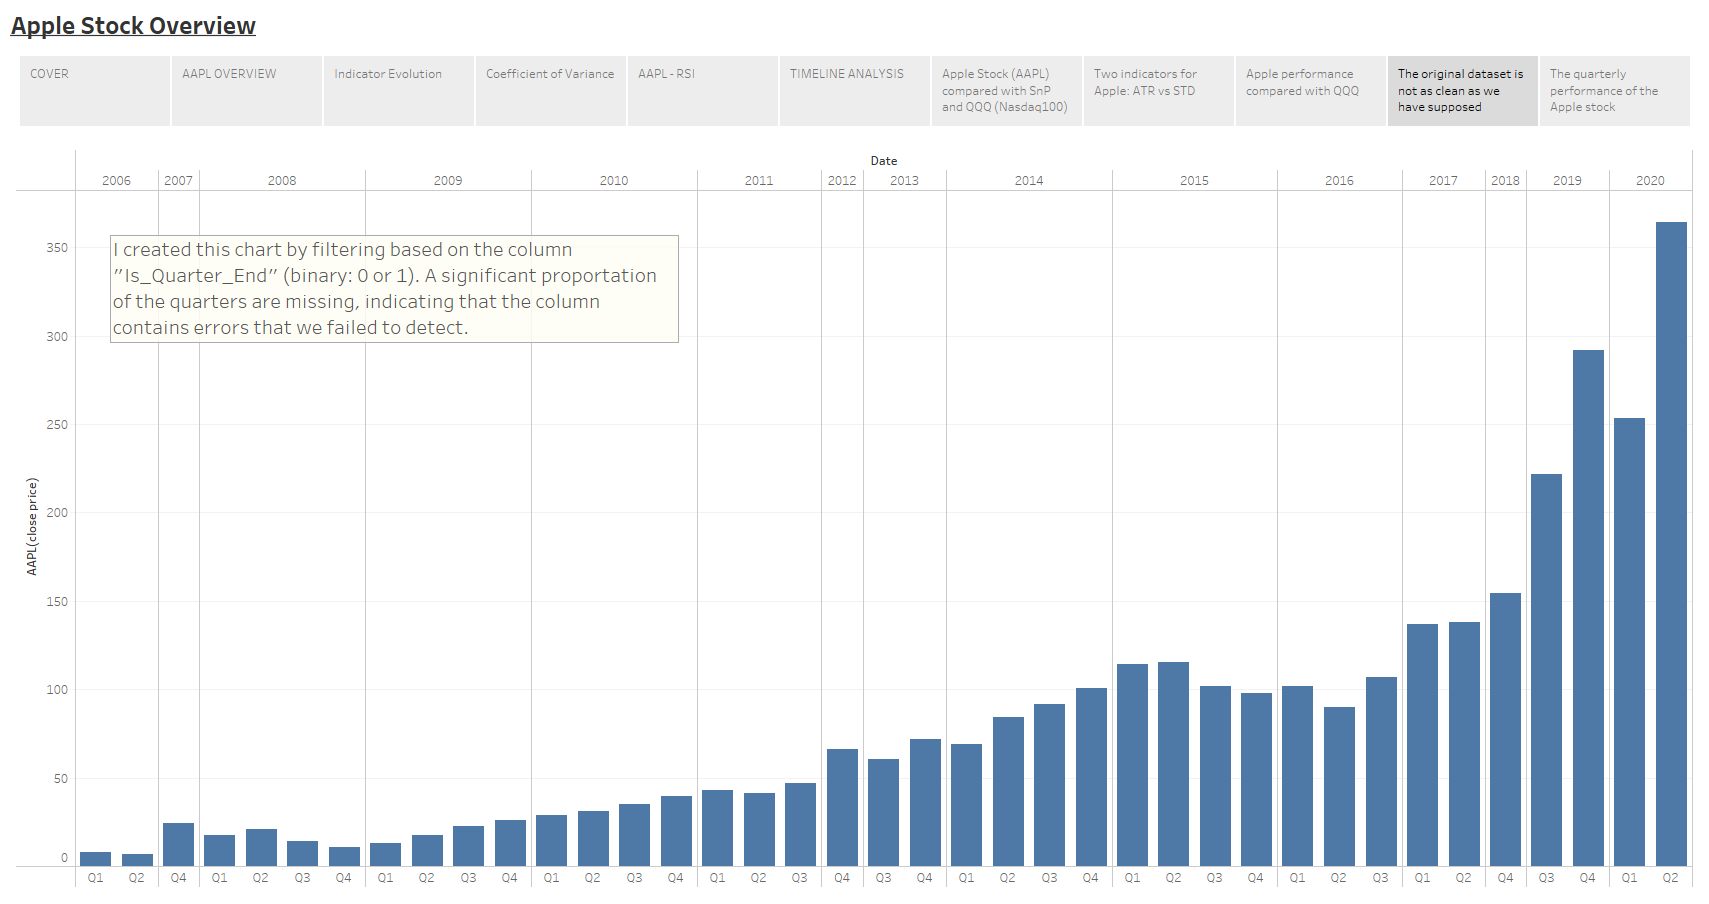 Apple Stock Overview
COVER
AAPL OVERVIEW
Indicator Evolution
Coefficient of Variance
AAPL - RSI
TIMELINE ANALYSIS
Apple Stock (AAPL)
compared with SnP
and QQQ (Nasdaq100)
Two indicators for
Apple: ATR vs STD
Apple performance
compared with QQQ
The original dataset is
not as clean as we
have supposed
The quarterly
performance of the
Apple stock
Date
2006 2007 2008 2009 2010 2011 2012 2013 2014 2015 2016 2017 2018 2019 2020
I created this chart by filtering based on the column
"Is_Quarter_End" (binary: 0 or 1). A significant proportation
of the quarters are missing, indicating that the column
contains errors that we failed to detect.
350
300
250
200
150
100
50
0
AAPL(close price)
Q1 Q2 Q4 Q1 Q2 Q3 Q4 Q1 Q2 Q3 Q4 Q1 Q2 Q3 Q4 Q1 Q2 Q3 Q4 Q3 Q4 Q1 Q2 Q3 Q4 Q1 Q2 Q3 Q4 Q1 Q2 Q3 Q1 Q2 Q4 Q3 Q4 Q1 Q2